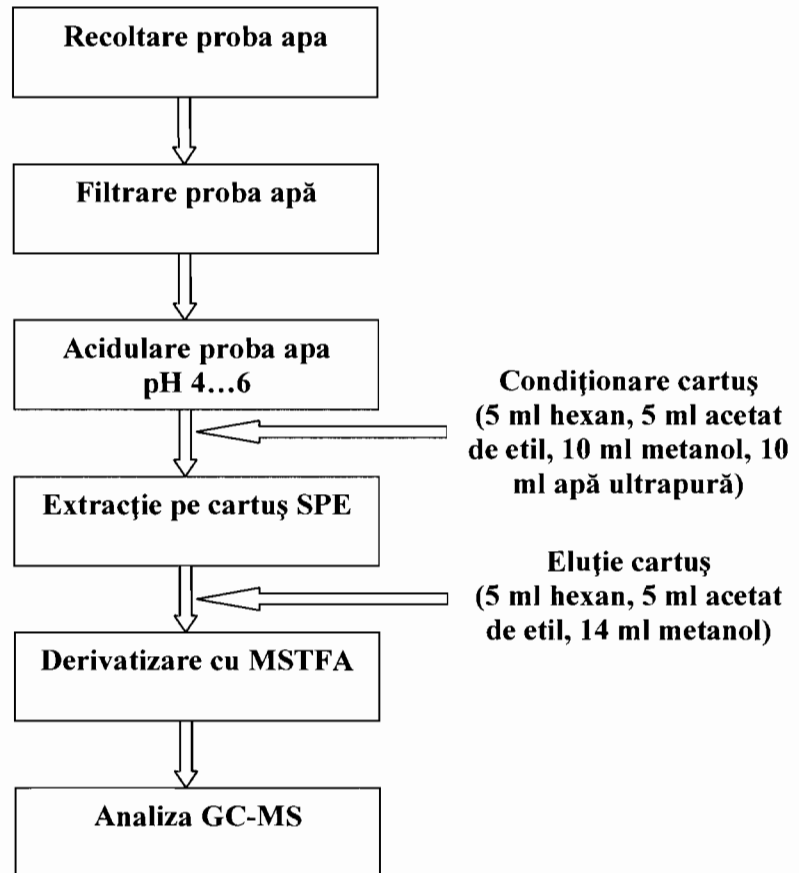 Recoltare proba apa
Filtrare proba apă
Acidulare proba apa
pH 4...6
Condiţionare cartuş
(5 ml hexan, 5 ml acetat
de etil, 10 ml metanol, 10
ml apă ultrapură)
Extracţie pe cartuş SPE
Eluţie cartuş
(5 ml hexan, 5 ml acetat
de etil, 14 ml metanol)
Derivatizare cu MSTFA
Analiza GC-MS